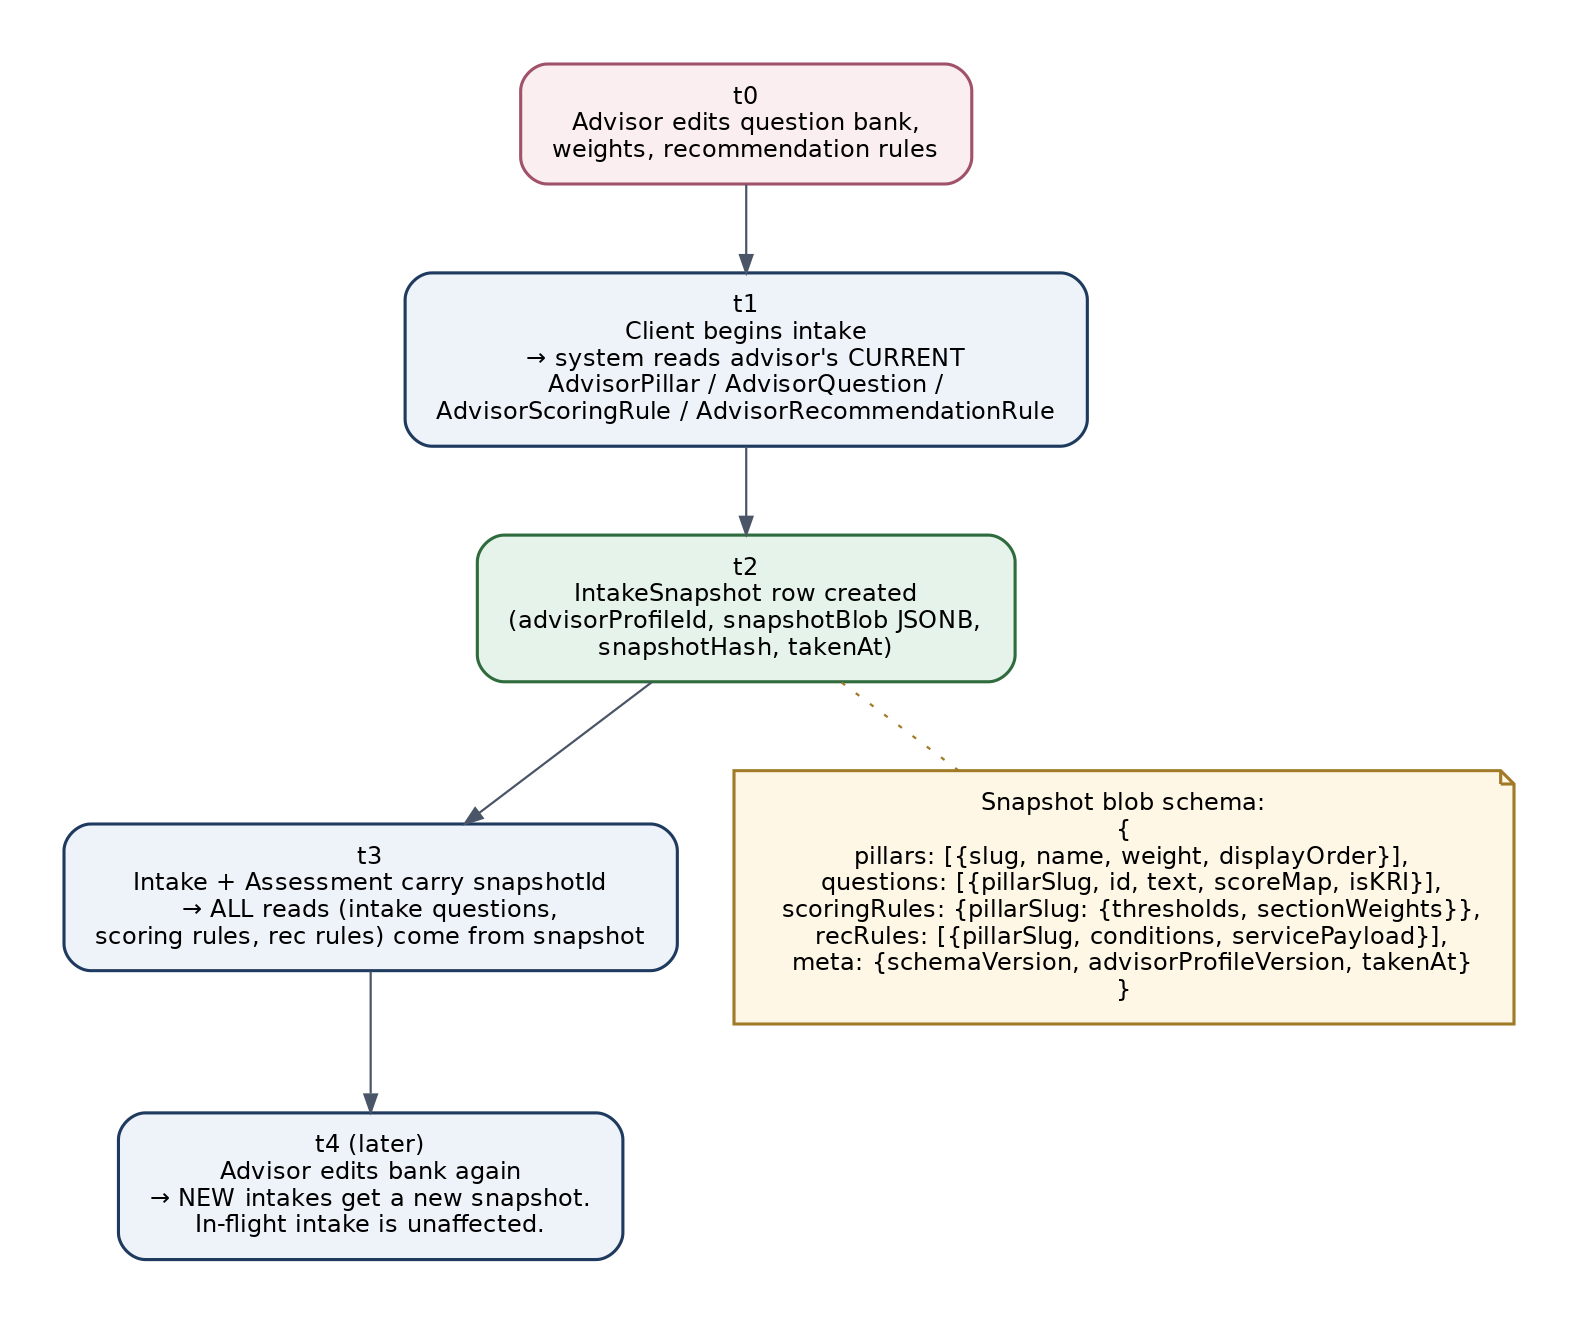 t0
Advisor edits question bank,
weights, recommendation rules
t1
Client begins intake
→ system reads advisor's CURRENT
AdvisorPillar / AdvisorQuestion /
AdvisorScoringRule / AdvisorRecommendationRule
t2
IntakeSnapshot row created
(advisorProfileId, snapshotBlob JSONB,
snapshotHash, takenAt)
Snapshot blob schema:
{
pillars: [{slug, name, weight, displayOrder}],
questions: [{pillarSlug, id, text, scoreMap, isKRI}],
scoringRules: {pillarSlug: {thresholds, sectionWeights}},
recRules: [{pillarSlug, conditions, servicePayload}],
meta: {schemaVersion, advisorProfileVersion, takenAt}
}
t3
Intake + Assessment carry snapshotId
→ ALL reads (intake questions,
scoring rules, rec rules) come from snapshot
t4 (later)
Advisor edits bank again
→ NEW intakes get a new snapshot.
In-flight intake is unaffected.